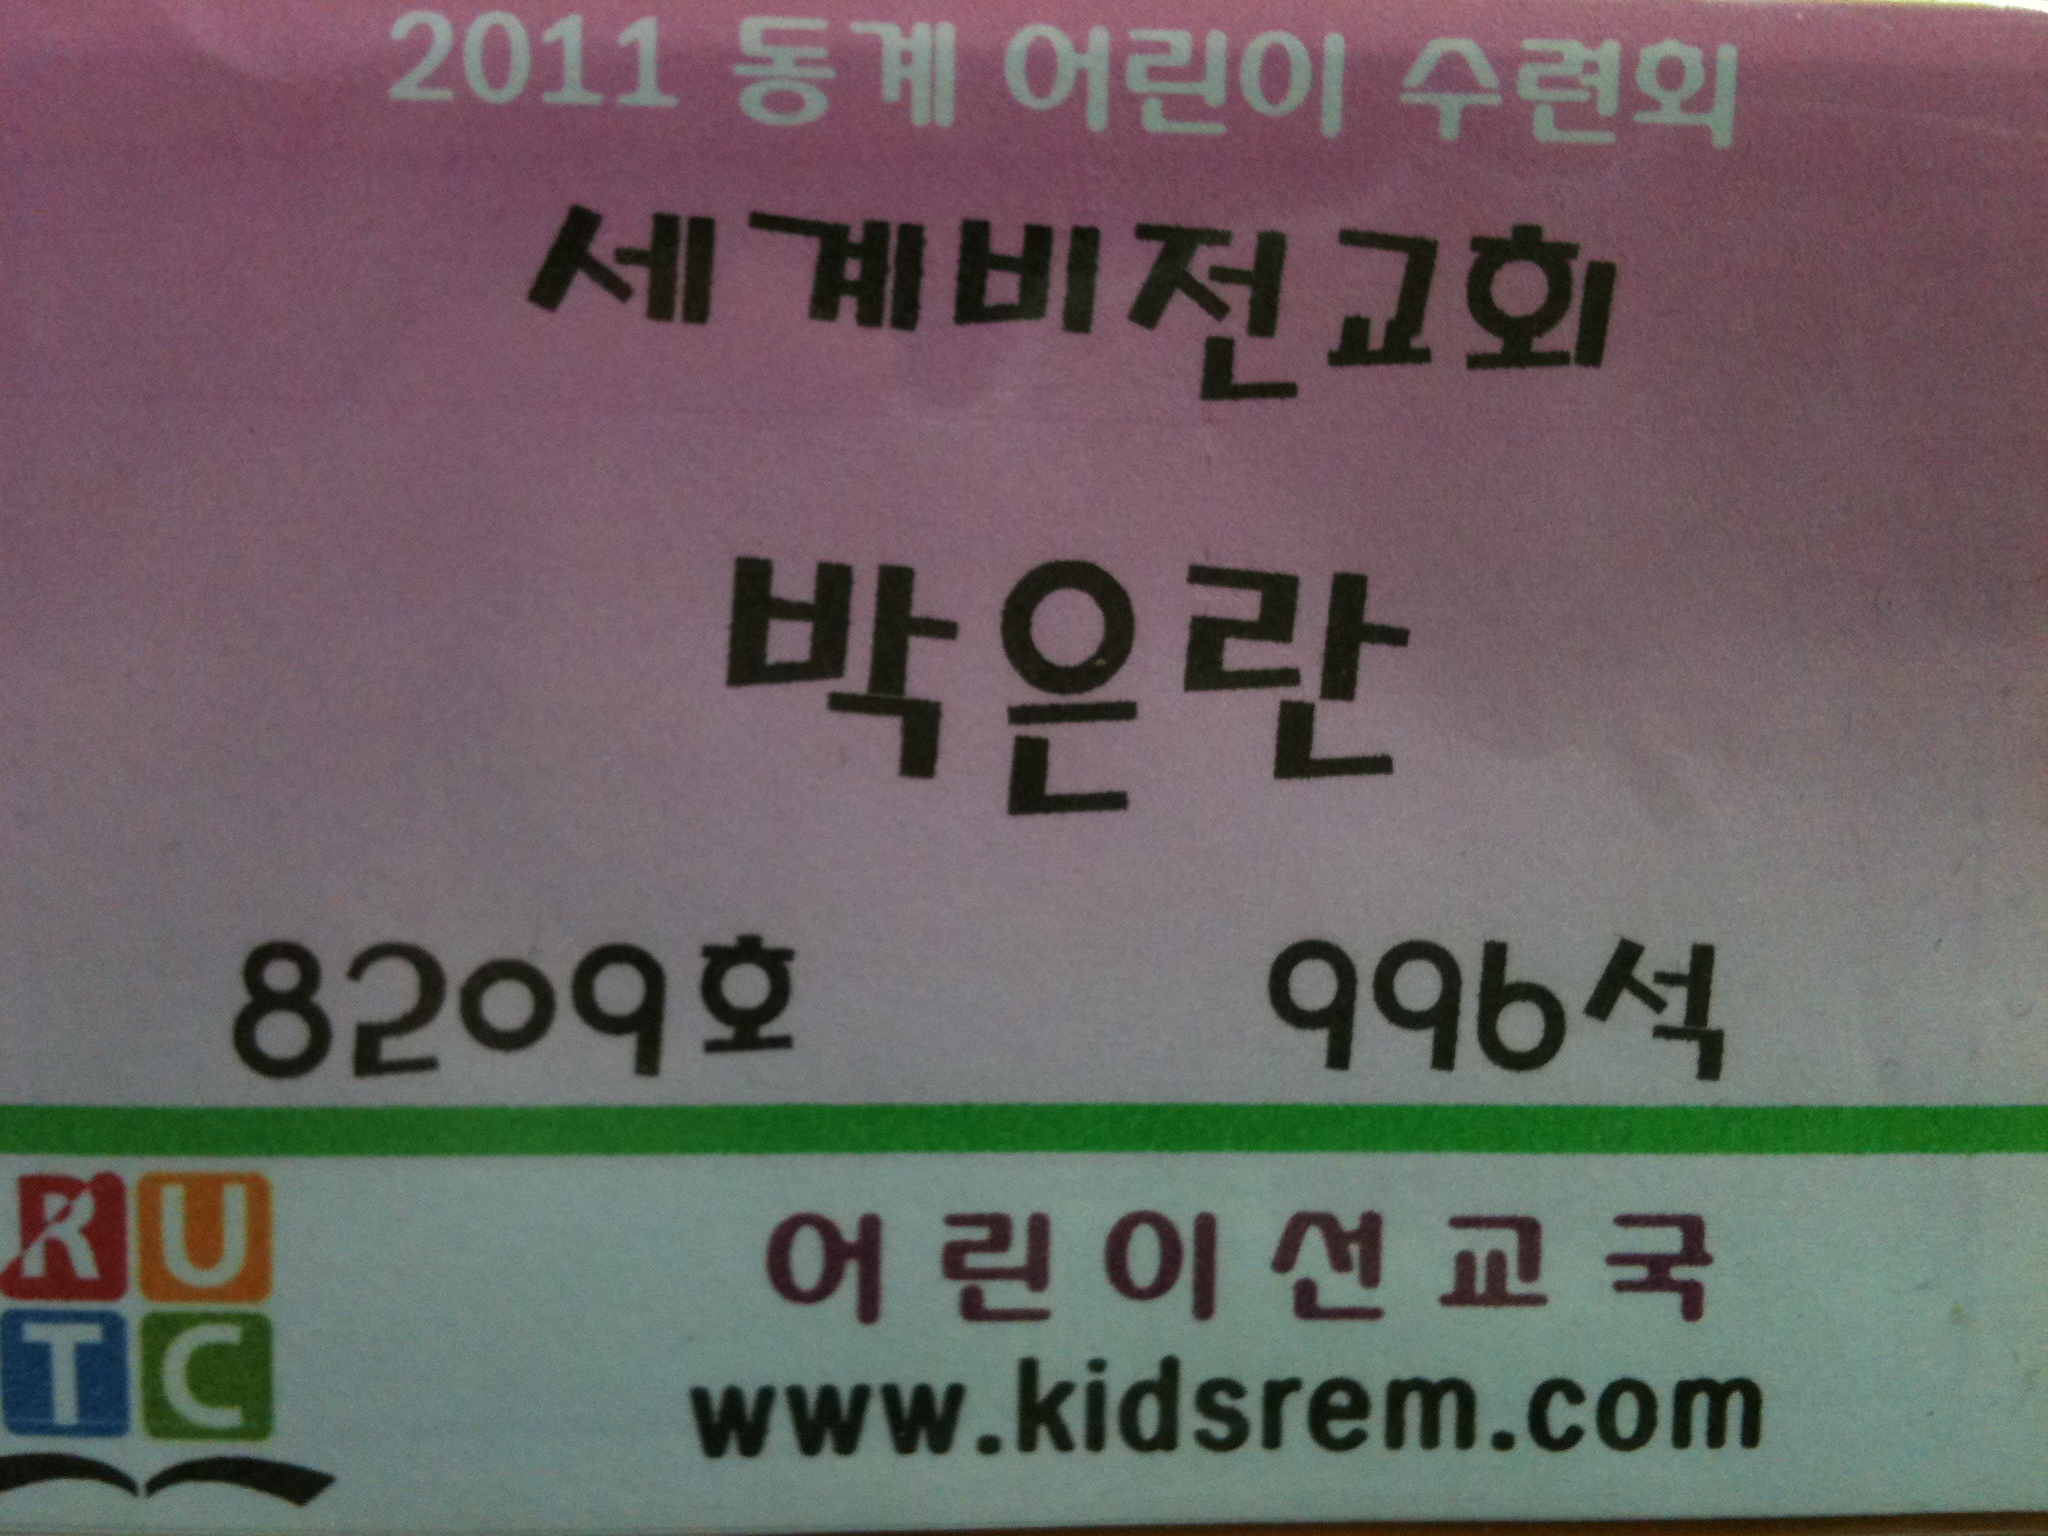 2011 동계 어린이 수련회
세계비전교회
박은란
8209호 996석
RU
TC
어린이선교국
www.kidsrem.com